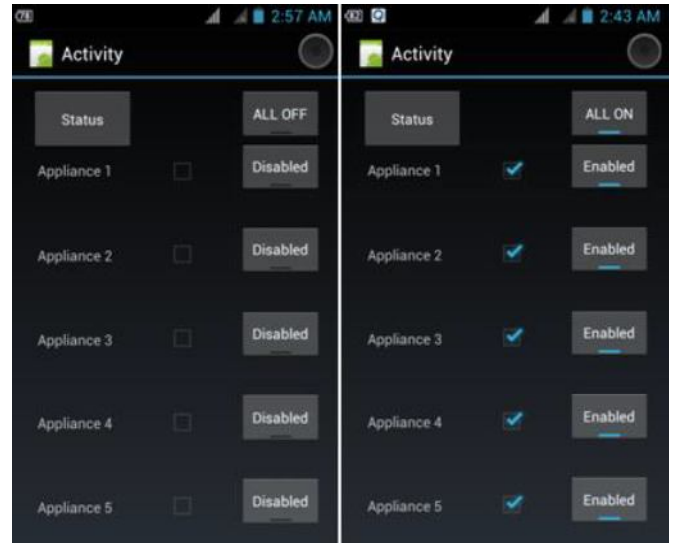 2:57 AM
Activity
Status
ALL OFF
Appliance 1
Disabled
Appliance 2
Disabled
Appliance 3
Disabled
Appliance 4
Disabled
Appliance 5
Disabled
2:43 AM
Activity
Status
ALL ON
Appliance 1
Enabled
Appliance 2
Enabled
Appliance 3
Enabled
Appliance 4
Enabled
Appliance 5
Enabled